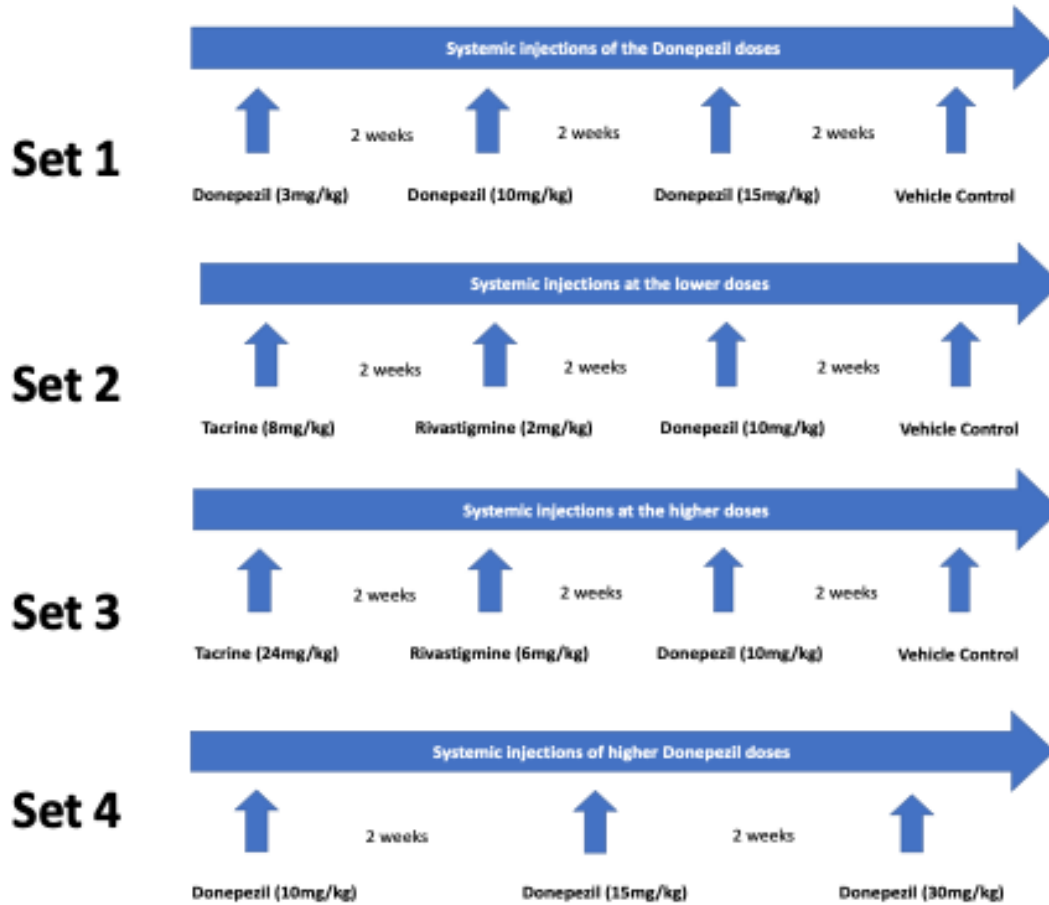 Systemic injections of the Donepezil doses
2 weeks 2 weeks 2 weeks
Set 1
Donepezil (3mg/kg) Donepezil (10mg/kg) Donepezil (15mg/kg) Vehicle Control
Systemic injections at the lower doses
2 weeks 2 weeks 2 weeks
Set 2
Tacrine (8mg/kg) Rivastigmine (2mg/kg) Donepezil (10mg/kg) Vehicle Control
Systemic injections at the higher doses
2 weeks 2 weeks 2 weeks
Set 3
Tacrine (24mg/kg) Rivastigmine (6mg/kg) Donepezil (10mg/kg) Vehicle Control
Systemic injections of higher Donepezil doses
Set 4
2 weeks 2 weeks
Donepezil (10mg/kg) Donepezil (15mg/kg) Donepezil (30mg/kg)